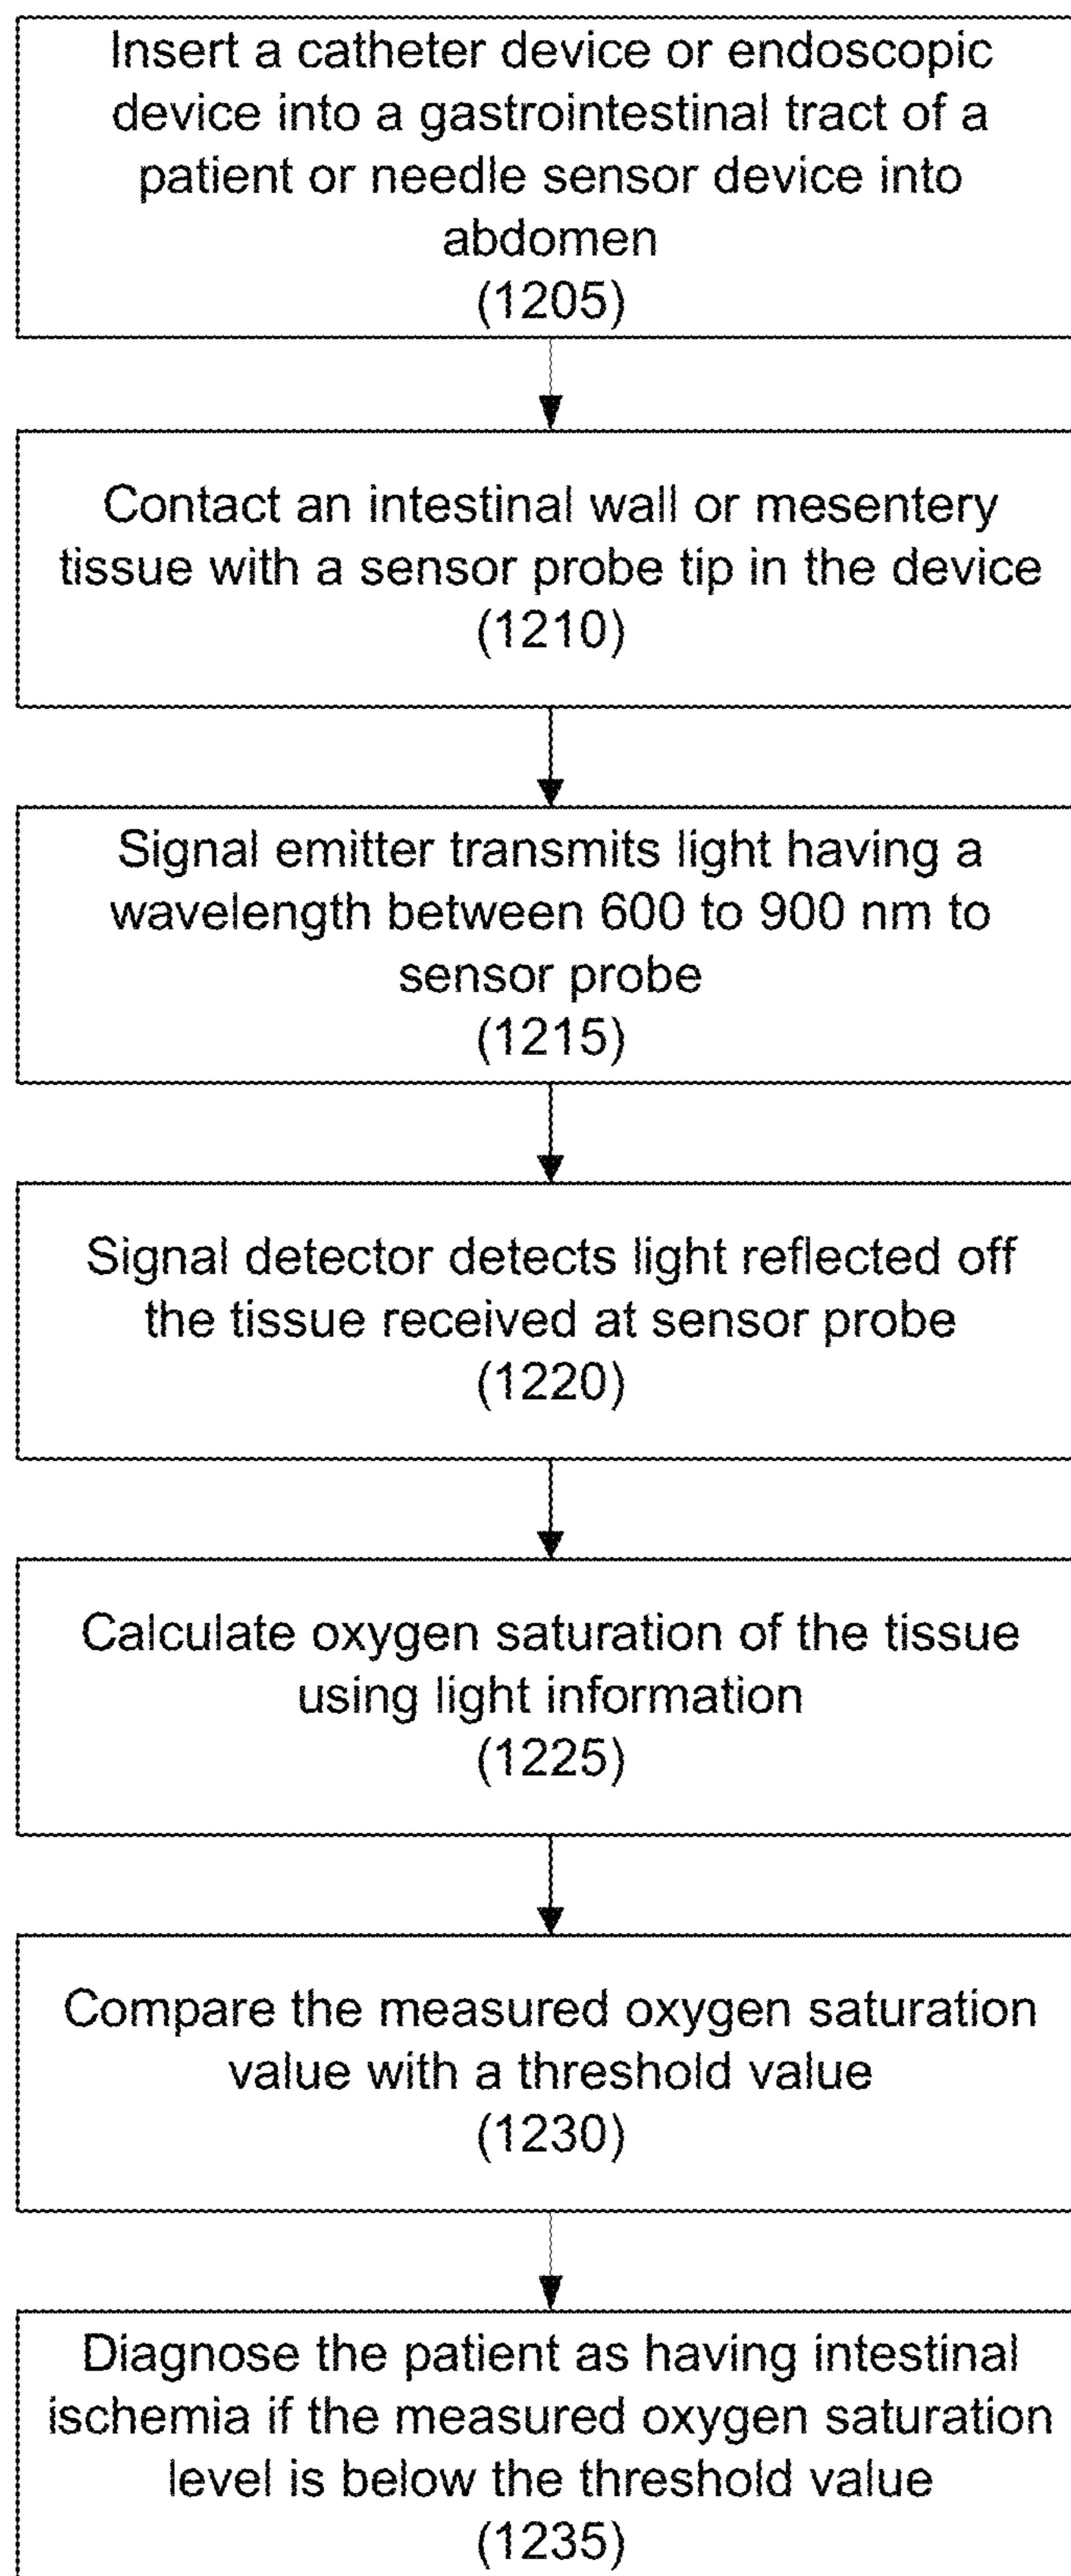 Insert a catheter device or endoscopic
device into a gastrointestinal tract of a
patient or needle sensor device into
abdomen
(1205)
Contact an intestinal wall or mesentery
tissue with a sensor probe tip in the device
(1210)
Signal emitter transmits light having a
wavelength between 600 to 900 nm to
sensor probe
(1215)
Signal detector detects light reflected off
the tissue received at sensor probe
(1220)
Calculate oxygen saturation of the tissue
using light information
(1225)
Compare the measured oxygen saturation
value with a threshold value
(1230)
Diagnose the patient as having intestinal
ischemia if the measured oxygen saturation
level is below the threshold value
(1235)